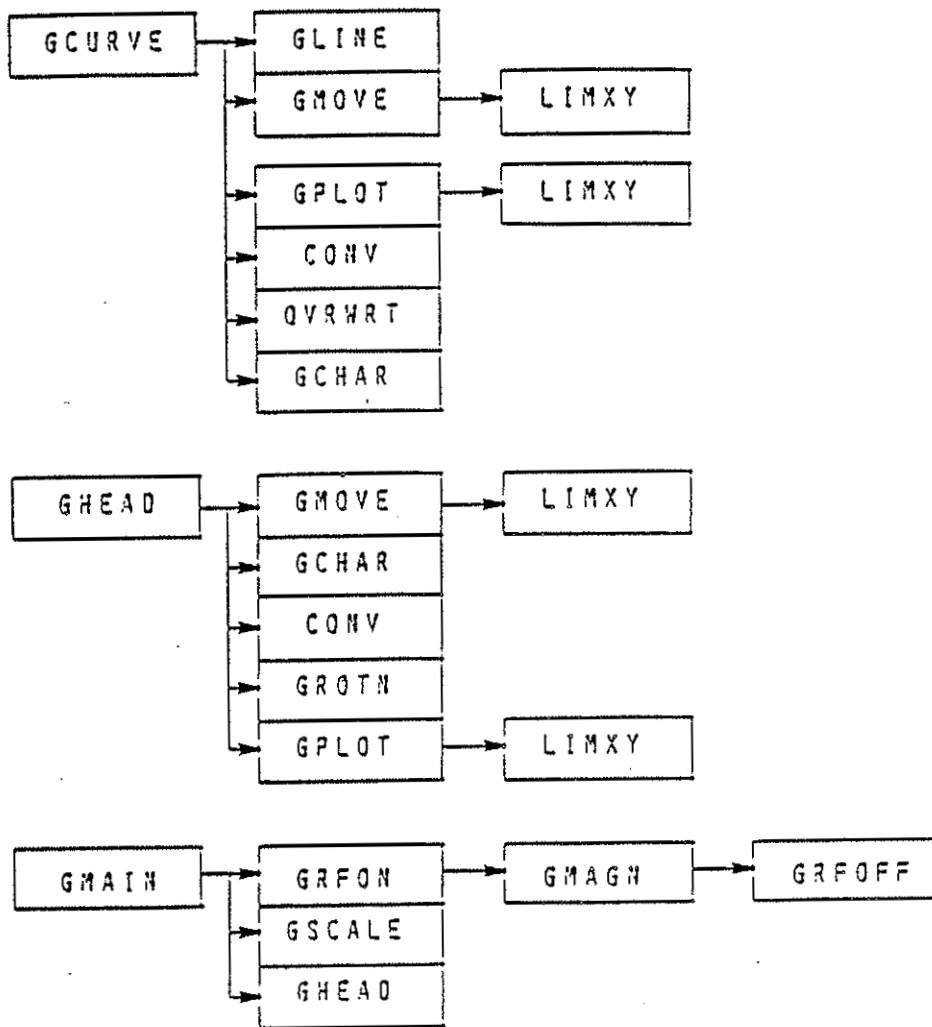 GCURVE GLINE
GMOVE LIMXY
GPLOT LIMXY
CONV
QVRWRT
GCHAR
GHEAD GMOVE LIMXY
GCHAR
CONV
GROTN
GPLOT LIMXY
GMAIN GRFON GMAGN GRFOFF
GSCALE
GHEAD